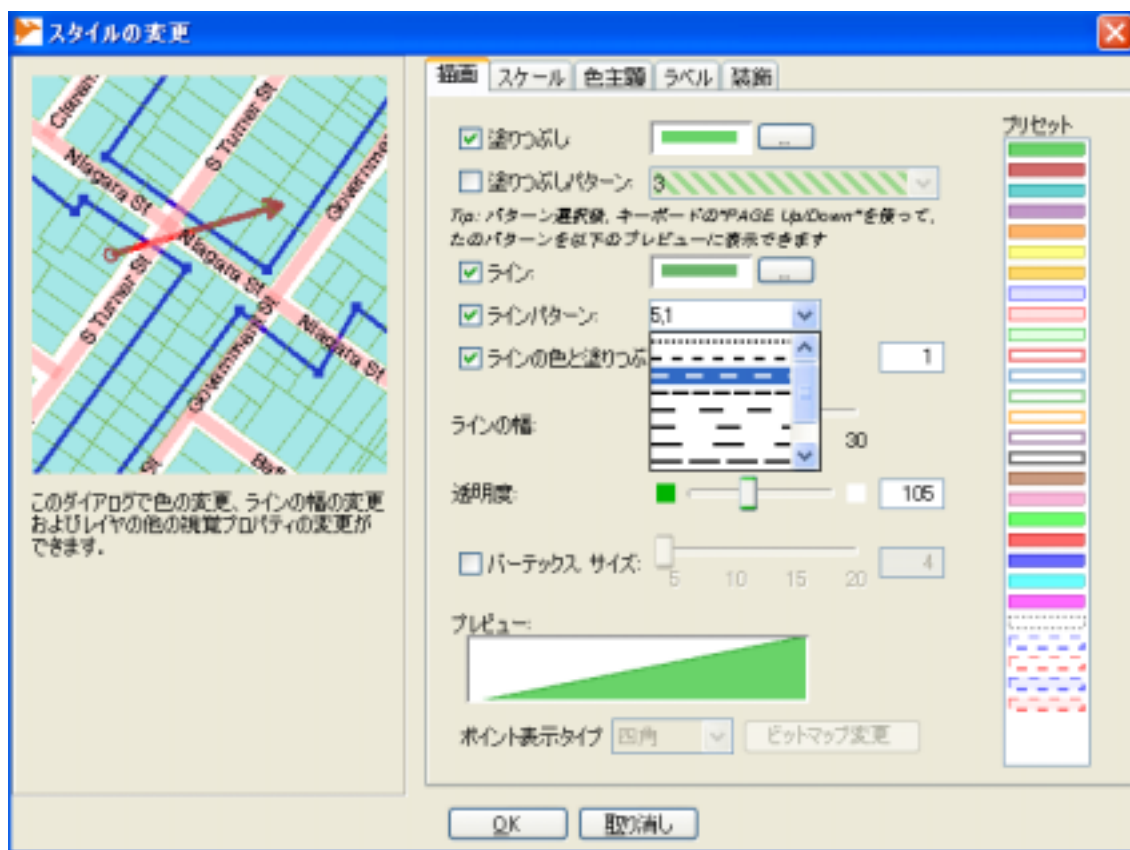 スタイルの変更
描画 スケール 色主題 ラベル 装飾
S Turner St
Niagara St
Niagara St
S Turner St
Niagara St
Government St
St
このダイアログで色の変更、ラインの幅の変更
およびレイヤの他の視覚プロパティの変更が
できます.
塗りつぶし ...
塗りつぶしパターン: 3
Tip: パターン選択後, キーボードの"PAGE Up/Down"を使って,
たのパターンを以下のプレビューに表示できます
ライン: ...
ラインパターン: 5,1
ラインの色と塗りつぶ 1
ラインの幅: 30
透明度: 105
バーテックス サイズ: 4
5 10 15 20
プレビュー:
ポイント表示タイプ 四角 ビットマップ変更
プリセット
OK 取り消し